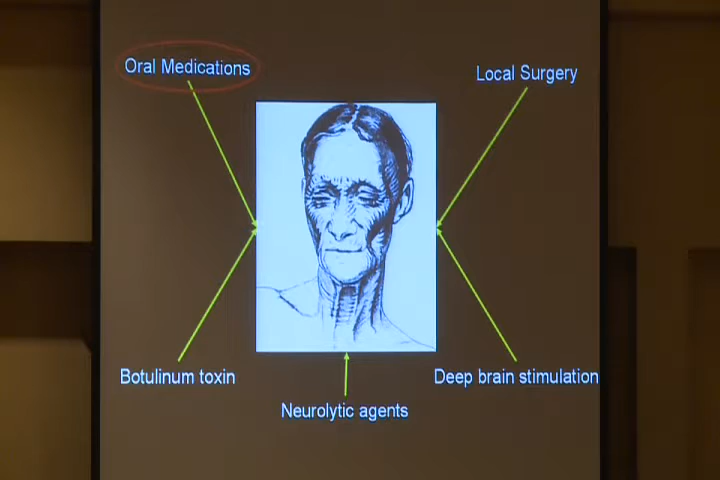 Oral Medications
Local Surgery
Botulinum toxin
Deep brain stimulation
Neurolytic agents